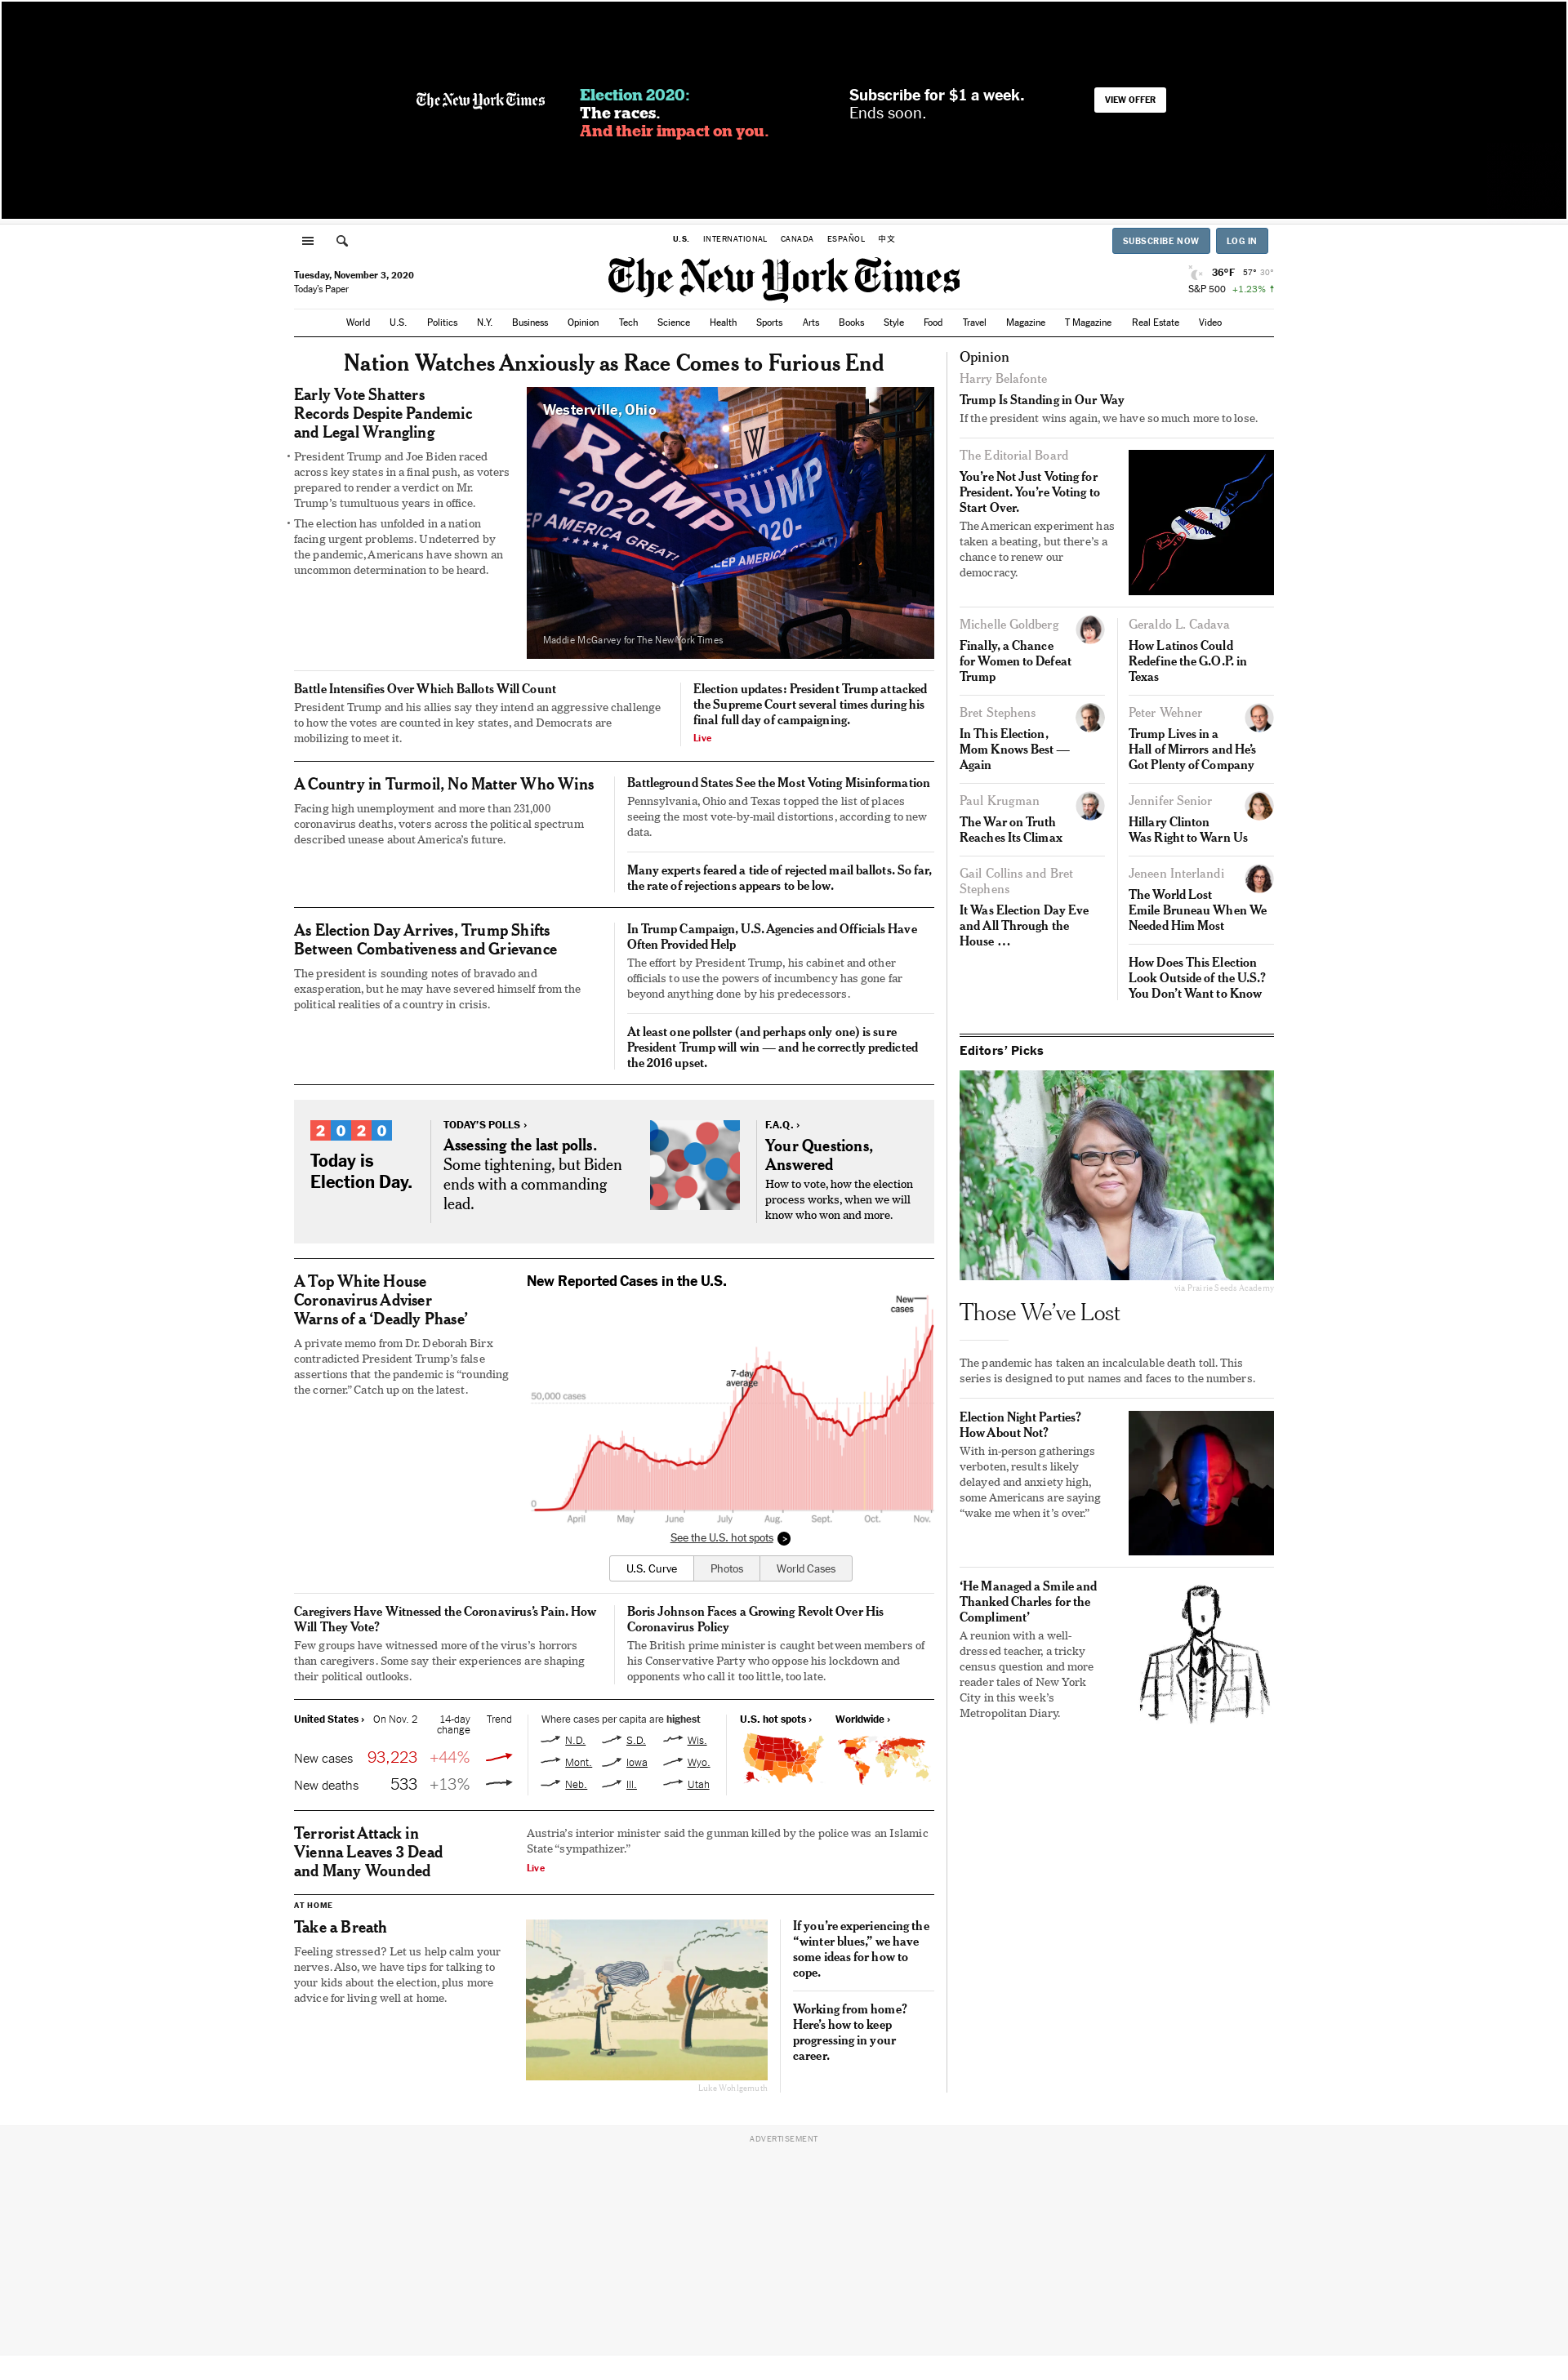 The New York Times
Election 2020:
The races.
And their impact on you.
Subscribe for $1 a week.
Ends soon.
VIEW OFFER
U.S. INTERNATIONAL CANADA ESPAÑOL 中文
SUBSCRIBE NOW LOG IN
Tuesday, November 3, 2020
Today's Paper
The New York Times
36°F 57° 30°
S&P 500 +1.23% ↑
World U.S. Politics N.Y. Business Opinion Tech Science Health Sports Arts Books Style Food Travel Magazine T Magazine Real Estate Video
Nation Watches Anxiously as Race Comes to Furious End
Early Vote Shatters
Records Despite Pandemic
and Legal Wrangling
• President Trump and Joe Biden raced
across key states in a final push, as voters
prepared to render a verdict on Mr.
Trump's tumultuous years in office.
• The election has unfolded in a nation
facing urgent problems. Undeterred by
the pandemic, Americans have shown an
uncommon determination to be heard.
Westerville, Ohio
TRUMP
-2020-
AMERICA GREAT!
W
TRUMP
-2020-
KEEP AMERICA GREAT!
Maddie McGarvey for The New York Times
Battle Intensifies Over Which Ballots Will Count
President Trump and his allies say they intend an aggressive challenge
to how the votes are counted in key states, and Democrats are
mobilizing to meet it.
Election updates: President Trump attacked
the Supreme Court several times during his
final full day of campaigning.
Live
A Country in Turmoil, No Matter Who Wins
Facing high unemployment and more than 231,000
coronavirus deaths, voters across the political spectrum
described unease about America's future.
Battleground States See the Most Voting Misinformation
Pennsylvania, Ohio and Texas topped the list of places
seeing the most vote-by-mail distortions, according to new
data.
Many experts feared a tide of rejected mail ballots. So far,
the rate of rejections appears to be low.
As Election Day Arrives, Trump Shifts
Between Combativeness and Grievance
The president is sounding notes of bravado and
exasperation, but he may have severed himself from the
political realities of a country in crisis.
In Trump Campaign, U.S. Agencies and Officials Have
Often Provided Help
The effort by President Trump, his cabinet and other
officials to use the powers of incumbency has gone far
beyond anything done by his predecessors.
At least one pollster (and perhaps only one) is sure
President Trump will win — and he correctly predicted
the 2016 upset.
2020
Today is
Election Day.
TODAY'S POLLS ›
Assessing the last polls.
Some tightening, but Biden
ends with a commanding
lead.
F.A.Q. ›
Your Questions,
Answered
How to vote, how the election
process works, when we will
know who won and more.
A Top White House
Coronavirus Adviser
Warns of a 'Deadly Phase'
A private memo from Dr. Deborah Birx
contradicted President Trump's false
assertions that the pandemic is "rounding
the corner." Catch up on the latest.
New Reported Cases in the U.S.
New
cases
7-day
average
50,000 cases
0
April May June July Aug. Sept. Oct. Nov.
See the U.S. hot spots >
U.S. Curve Photos World Cases
Caregivers Have Witnessed the Coronavirus's Pain. How
Will They Vote?
Few groups have witnessed more of the virus's horrors
than caregivers. Some say their experiences are shaping
their political outlooks.
Boris Johnson Faces a Growing Revolt Over His
Coronavirus Policy
The British prime minister is caught between members of
his Conservative Party who oppose his lockdown and
opponents who call it too little, too late.
United States › On Nov. 2 14-day
change Trend
New cases 93,223 +44%
New deaths 533 +13%
Where cases per capita are highest
N.D. S.D. Wis.
Mont. Iowa Wyo.
Neb. Ill. Utah
U.S. hot spots › Worldwide ›
Terrorist Attack in
Vienna Leaves 3 Dead
and Many Wounded
Austria's interior minister said the gunman killed by the police was an Islamic
State "sympathizer."
Live
AT HOME
Take a Breath
Feeling stressed? Let us help calm your
nerves. Also, we have tips for talking to
your kids about the election, plus more
advice for living well at home.
Luke Wohlgemuth
If you're experiencing the
"winter blues," we have
some ideas for how to
cope.
Working from home?
Here's how to keep
progressing in your
career.
Opinion
Harry Belafonte
Trump Is Standing in Our Way
If the president wins again, we have so much more to lose.
The Editorial Board
You're Not Just Voting for
President. You're Voting to
Start Over.
The American experiment has
taken a beating, but there's a
chance to renew our
democracy.
I
Voted
Michelle Goldberg
Finally, a Chance
for Women to Defeat
Trump
Geraldo L. Cadava
How Latinos Could
Redefine the G.O.P. in
Texas
Bret Stephens
In This Election,
Mom Knows Best —
Again
Peter Wehner
Trump Lives in a
Hall of Mirrors and He's
Got Plenty of Company
Paul Krugman
The War on Truth
Reaches Its Climax
Jennifer Senior
Hillary Clinton
Was Right to Warn Us
Gail Collins and Bret
Stephens
It Was Election Day Eve
and All Through the
House …
Jeneen Interlandi
The World Lost
Emile Bruneau When We
Needed Him Most
How Does This Election
Look Outside of the U.S.?
You Don't Want to Know
Editors' Picks
via Prairie Seeds Academy
Those We've Lost
The pandemic has taken an incalculable death toll. This
series is designed to put names and faces to the numbers.
Election Night Parties?
How About Not?
With in-person gatherings
verboten, results likely
delayed and anxiety high,
some Americans are saying
"wake me when it's over."
'He Managed a Smile and
Thanked Charles for the
Compliment'
A reunion with a well-
dressed teacher, a tricky
census question and more
reader tales of New York
City in this week's
Metropolitan Diary.
ADVERTISEMENT